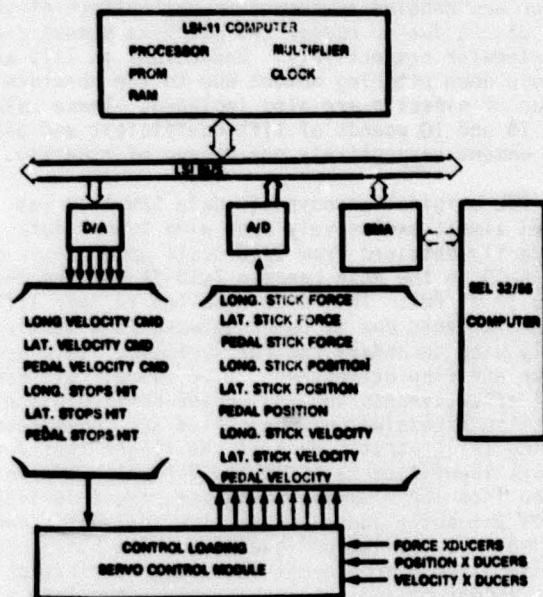 LSI-11 COMPUTER
PROCESSOR MULTIPLIER
PROM CLOCK
RAM
LSI BUS
D/A
A/D
SMA
SEL 32/55
COMPUTER
LONG VELOCITY CMD
LAT. VELOCITY CMD
PEDAL VELOCITY CMD
LONG. STOPS HIT
LAT. STOPS HIT
PEDAL STOPS HIT
LONG. STICK FORCE
LAT. STICK FORCE
PEDAL STICK FORCE
LONG. STICK POSITION
LAT. STICK POSITION
PEDAL POSITION
LONG. STICK VELOCITY
LAT. STICK VELOCITY
PEDAL VELOCITY
CONTROL LOADING
SERVO CONTROL MODULE
FORCE XDUCERS
POSITION X DUCERS
VELOCITY X DUCERS